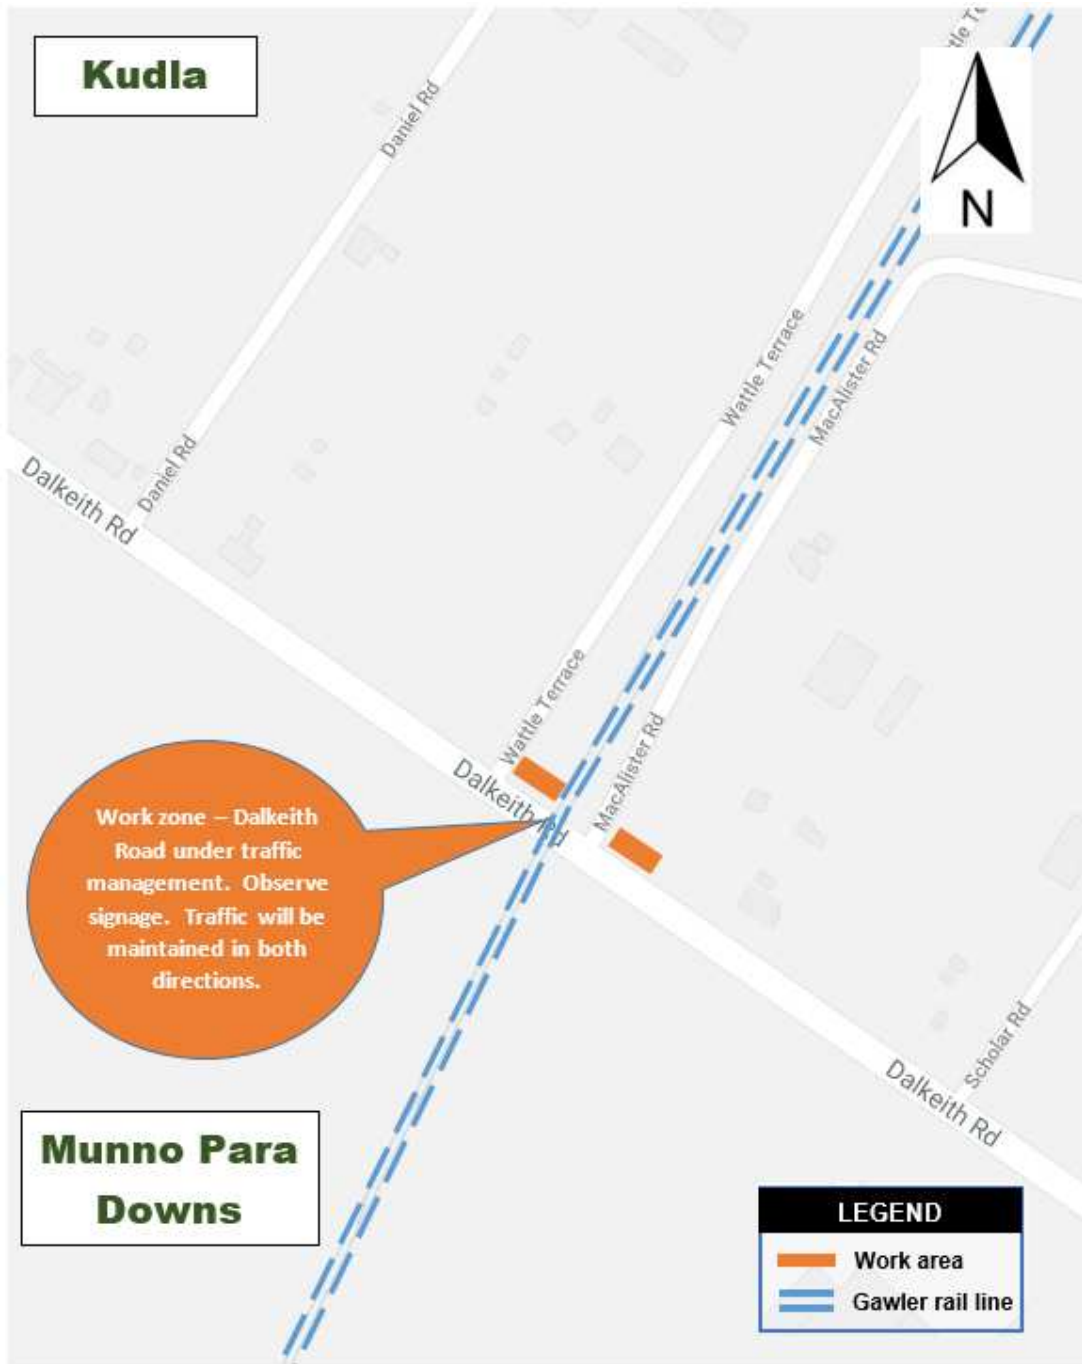 Kudla
Daniel Rd
N
Wattle Terrace
MacAlister Rd
Daniel Rd
Dalkeith Rd
Wattle Terrace
MacAlister Rd
Dalkeith Rd
Work zone – Dalkeith
Road under traffic
management. Observe
signage. Traffic will be
maintained in both
directions.
Scholar Rd
Dalkeith Rd
Munno Para
Downs
LEGEND
Work area
Gawler rail line